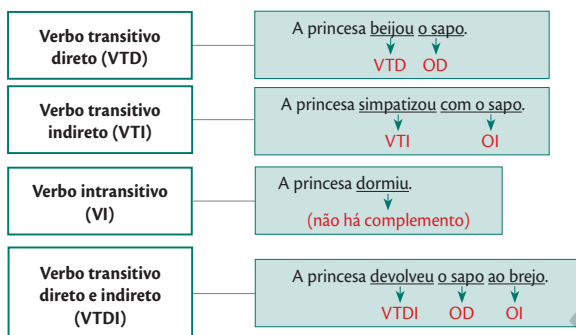 Verbo transitivo
direto (VTD)
A princesa beijou o sapo.
VTD OD
Verbo transitivo
indireto (VTI)
A princesa simpatizou com o sapo.
VTI OI
Verbo intransitivo
(VI)
A princesa dormiu.
(não há complemento)
Verbo transitivo
direto e indireto
(VTDI)
A princesa devolveu o sapo ao brejo.
VTDI OD OI